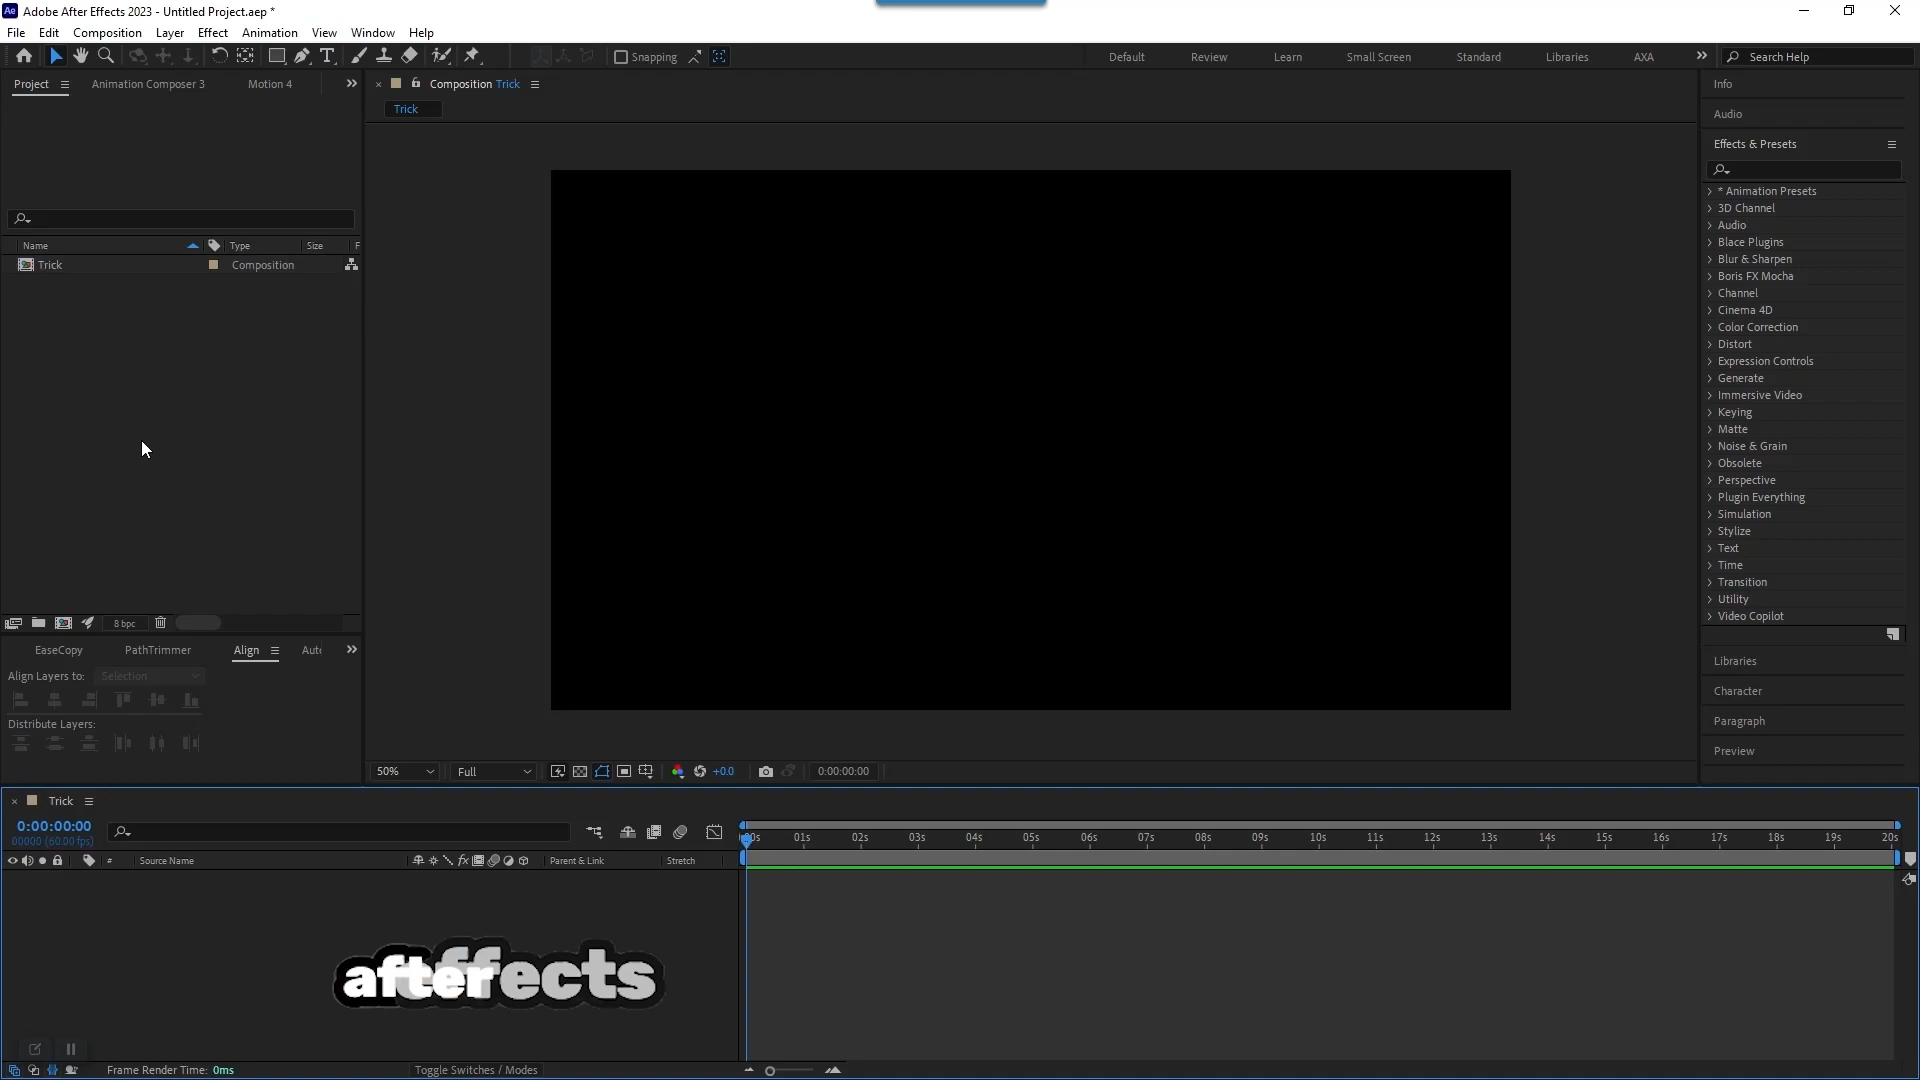 Adobe After Effects 2023 - Untitled Project.aep *
File Edit Composition Layer Effect Animation View Window Help
Snapping
Default Review Learn Small Screen Standard Libraries AXA
Search Help
Project Animation Composer 3 Motion 4
Composition Trick
Trick
Name Type Size F
Trick Composition
8 bpc
EaseCopy PathTrimmer Align Aut
Align Layers to: Selection
Distribute Layers:
50% Full +0.0 0:00:00:00
Info
Audio
Effects & Presets
* Animation Presets
3D Channel
Audio
Blace Plugins
Blur & Sharpen
Boris FX Mocha
Channel
Cinema 4D
Color Correction
Distort
Expression Controls
Generate
Immersive Video
Keying
Matte
Noise & Grain
Obsolete
Perspective
Plugin Everything
Simulation
Stylize
Text
Time
Transition
Utility
Video Copilot
Libraries
Character
Paragraph
Preview
Trick
0:00:00:00
00000 (60.00 fps)
# Source Name Parent & Link Stretch
00s 01s 02s 03s 04s 05s 06s 07s 08s 09s 10s 11s 12s 13s 14s 15s 16s 17s 18s 19s 20s
after effects
Frame Render Time: 0ms
Toggle Switches / Modes